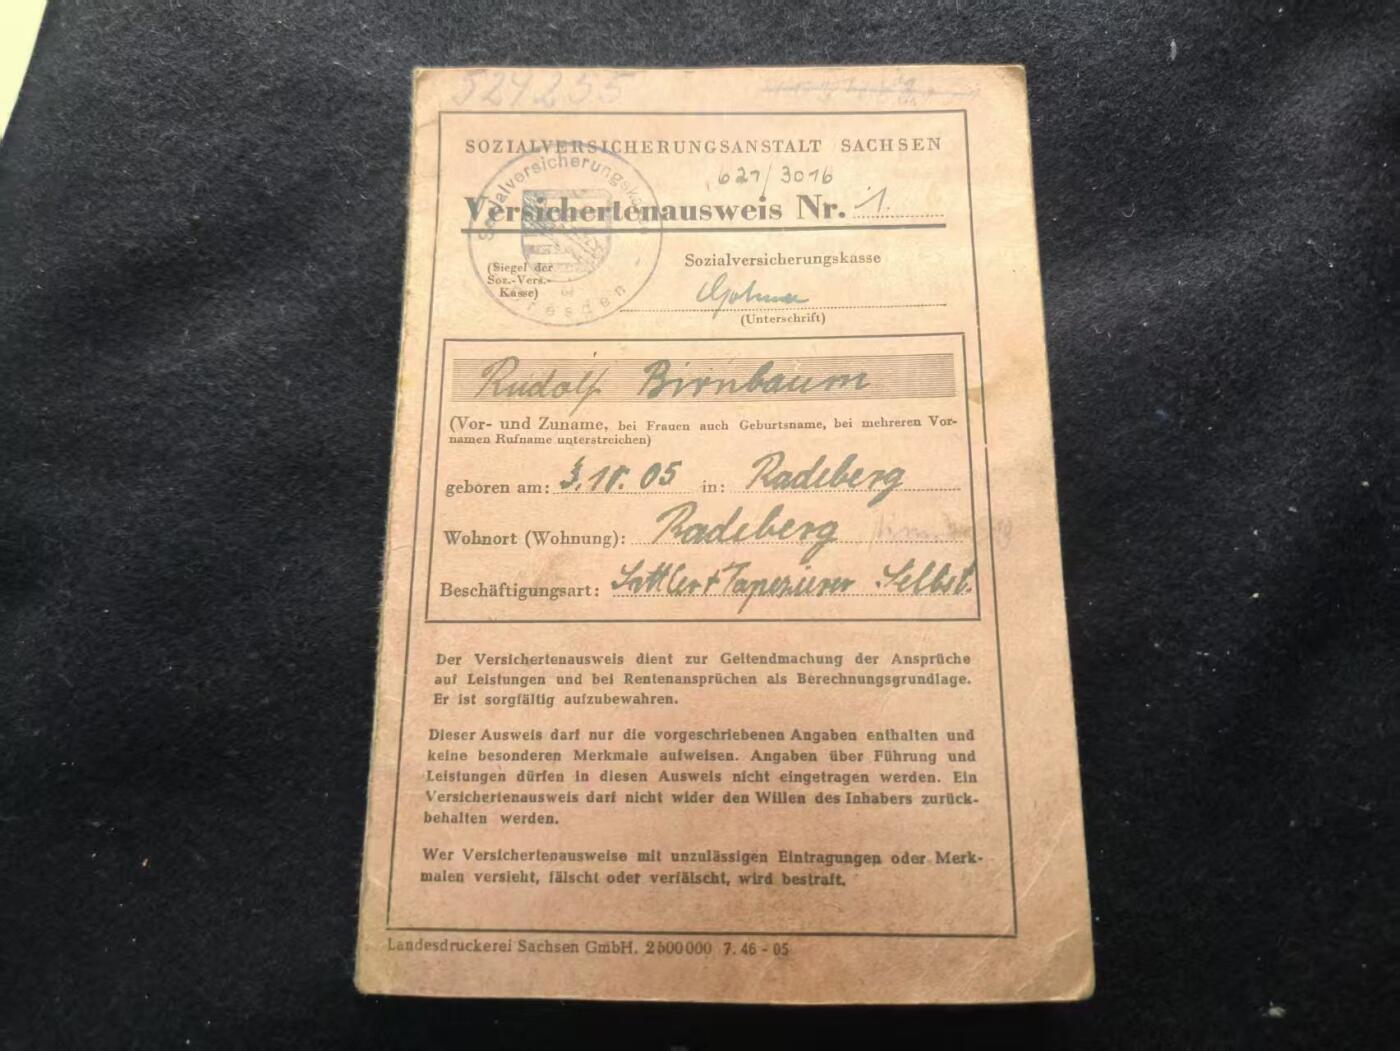 524255
SOZIALVERSICHERUNGSANSTALT SACHSEN
621/3016
Versichertenausweis Nr. 1.
Sozialversicherungskasse
Dresden
(Siegel der
Soz.-Vers.-
Kasse)
Sozialversicherungskasse
(Unterschrift)
Rudolf Birnbaum
(Vor- und Zuname, bei Frauen auch Geburtsname, bei mehreren Vor-
namen Rufname unterstreichen)
geboren am: 05 in: Radeberg
Wohnort (Wohnung): Radeberg
Beschäftigungsart: Sattler + Tapezierer Selbst.
Der Versichertenausweis dient zur Geltendmachung der Ansprüche
auf Leistungen und bei Rentenansprüchen als Berechnungsgrundlage.
Er ist sorgfältig aufzubewahren.
Dieser Ausweis darf nur die vorgeschriebenen Angaben enthalten und
keine besonderen Merkmale aufweisen. Angaben über Führung und
Leistungen dürfen in diesen Ausweis nicht eingetragen werden. Ein
Versichertenausweis darf nicht wider den Willen des Inhabers zurück-
behalten werden.
Wer Versichertenausweise mit unzulässigen Eintragungen oder Merk-
malen versieht, fälscht oder verfälscht, wird bestraft.
Landesdruckerei Sachsen GmbH. 2500000 7. 46 - 05